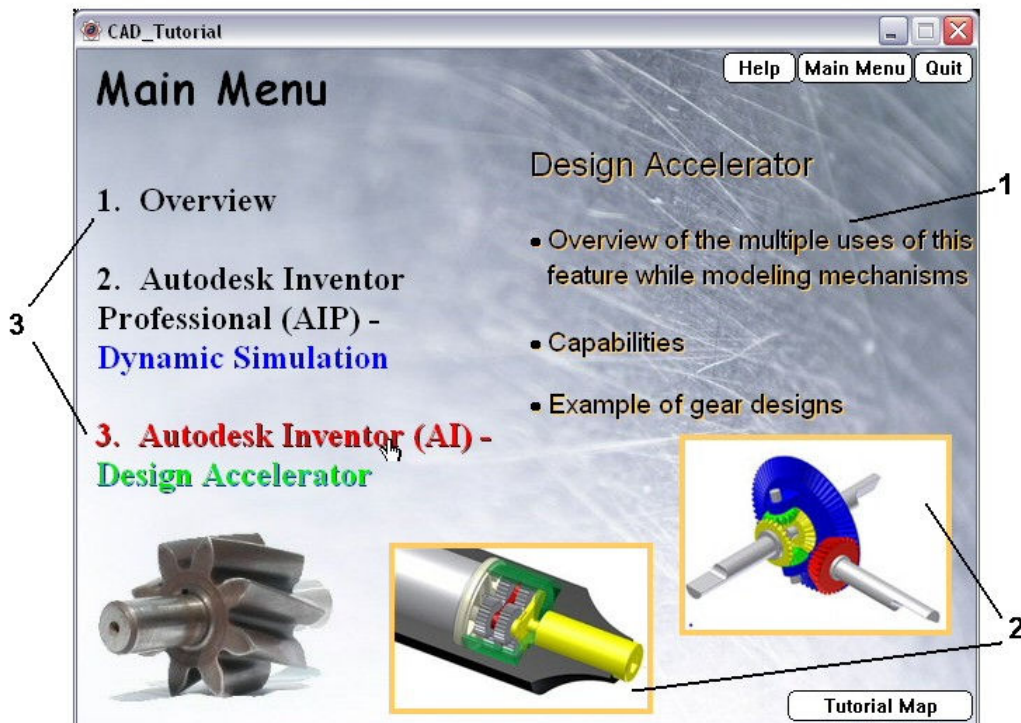 CAD_Tutorial
Help
Main Menu
Quit
Main Menu
1. Overview
2. Autodesk Inventor
Professional (AIP) -
Dynamic Simulation
3. Autodesk Inventor (AI) -
Design Accelerator
Design Accelerator
• Overview of the multiple uses of this
feature while modeling mechanisms
• Capabilities
• Example of gear designs
Tutorial Map
1
2
3